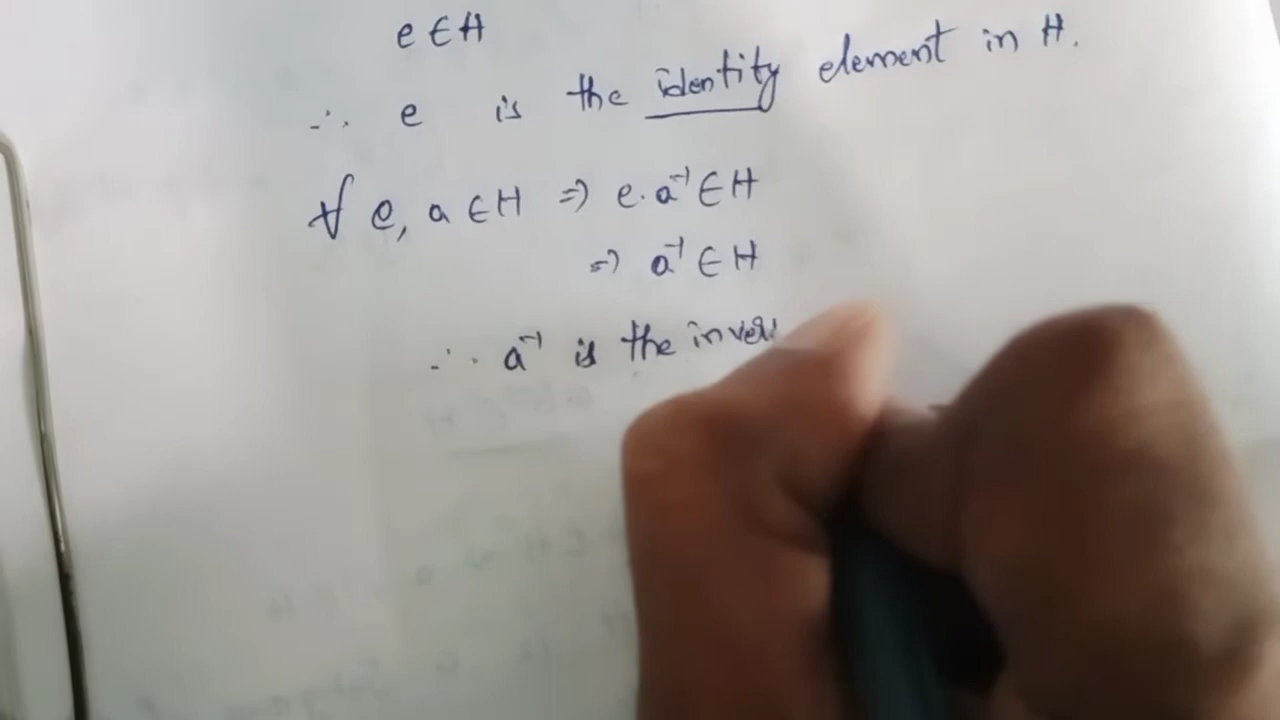 e ∈ H
∴ e is the identity element in H.
∀ e, a ∈ H ⇒ e.a⁻¹ ∈ H
⇒ a⁻¹ ∈ H
∴ a⁻¹ is the